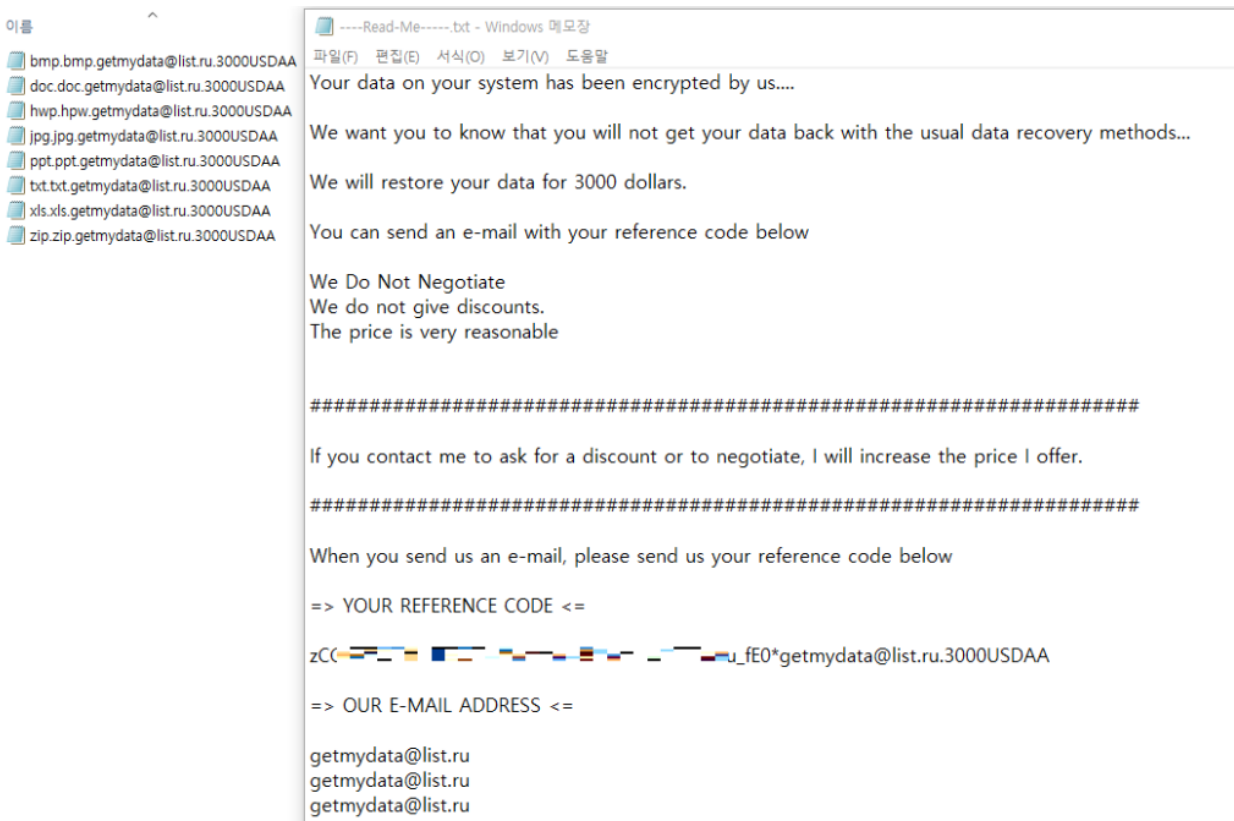 이름
bmp.bmp.getmydata@list.ru.3000USDAA
doc.doc.getmydata@list.ru.3000USDAA
hwp.hpw.getmydata@list.ru.3000USDAA
jpg.jpg.getmydata@list.ru.3000USDAA
ppt.ppt.getmydata@list.ru.3000USDAA
txt.txt.getmydata@list.ru.3000USDAA
xls.xls.getmydata@list.ru.3000USDAA
zip.zip.getmydata@list.ru.3000USDAA
----Read-Me-----.txt - Windows 메모장
파일(F) 편집(E) 서식(O) 보기(V) 도움말
Your data on your system has been encrypted by us....
We want you to know that you will not get your data back with the usual data recovery methods...
We will restore your data for 3000 dollars.
You can send an e-mail with your reference code below
We Do Not Negotiate
We do not give discounts.
The price is very reasonable
######################################################################
If you contact me to ask for a discount or to negotiate, I will increase the price I offer.
######################################################################
When you send us an e-mail, please send us your reference code below
=> YOUR REFERENCE CODE <=
u_fE0*getmydata@list.ru.3000USDAA
=> OUR E-MAIL ADDRESS <=
getmydata@list.ru
getmydata@list.ru
getmydata@list.ru